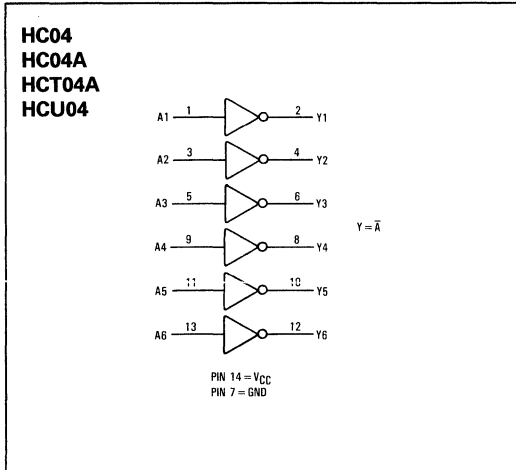 HC04
HC04A
HCT04A
HCU04
A1 1 2 Y1
A2 3 4 Y2
A3 5 6 Y3
Y = A̅
A4 9 8 Y4
A5 11 10 Y5
A6 13 12 Y6
PIN 14 = VCC
PIN 7 = GND